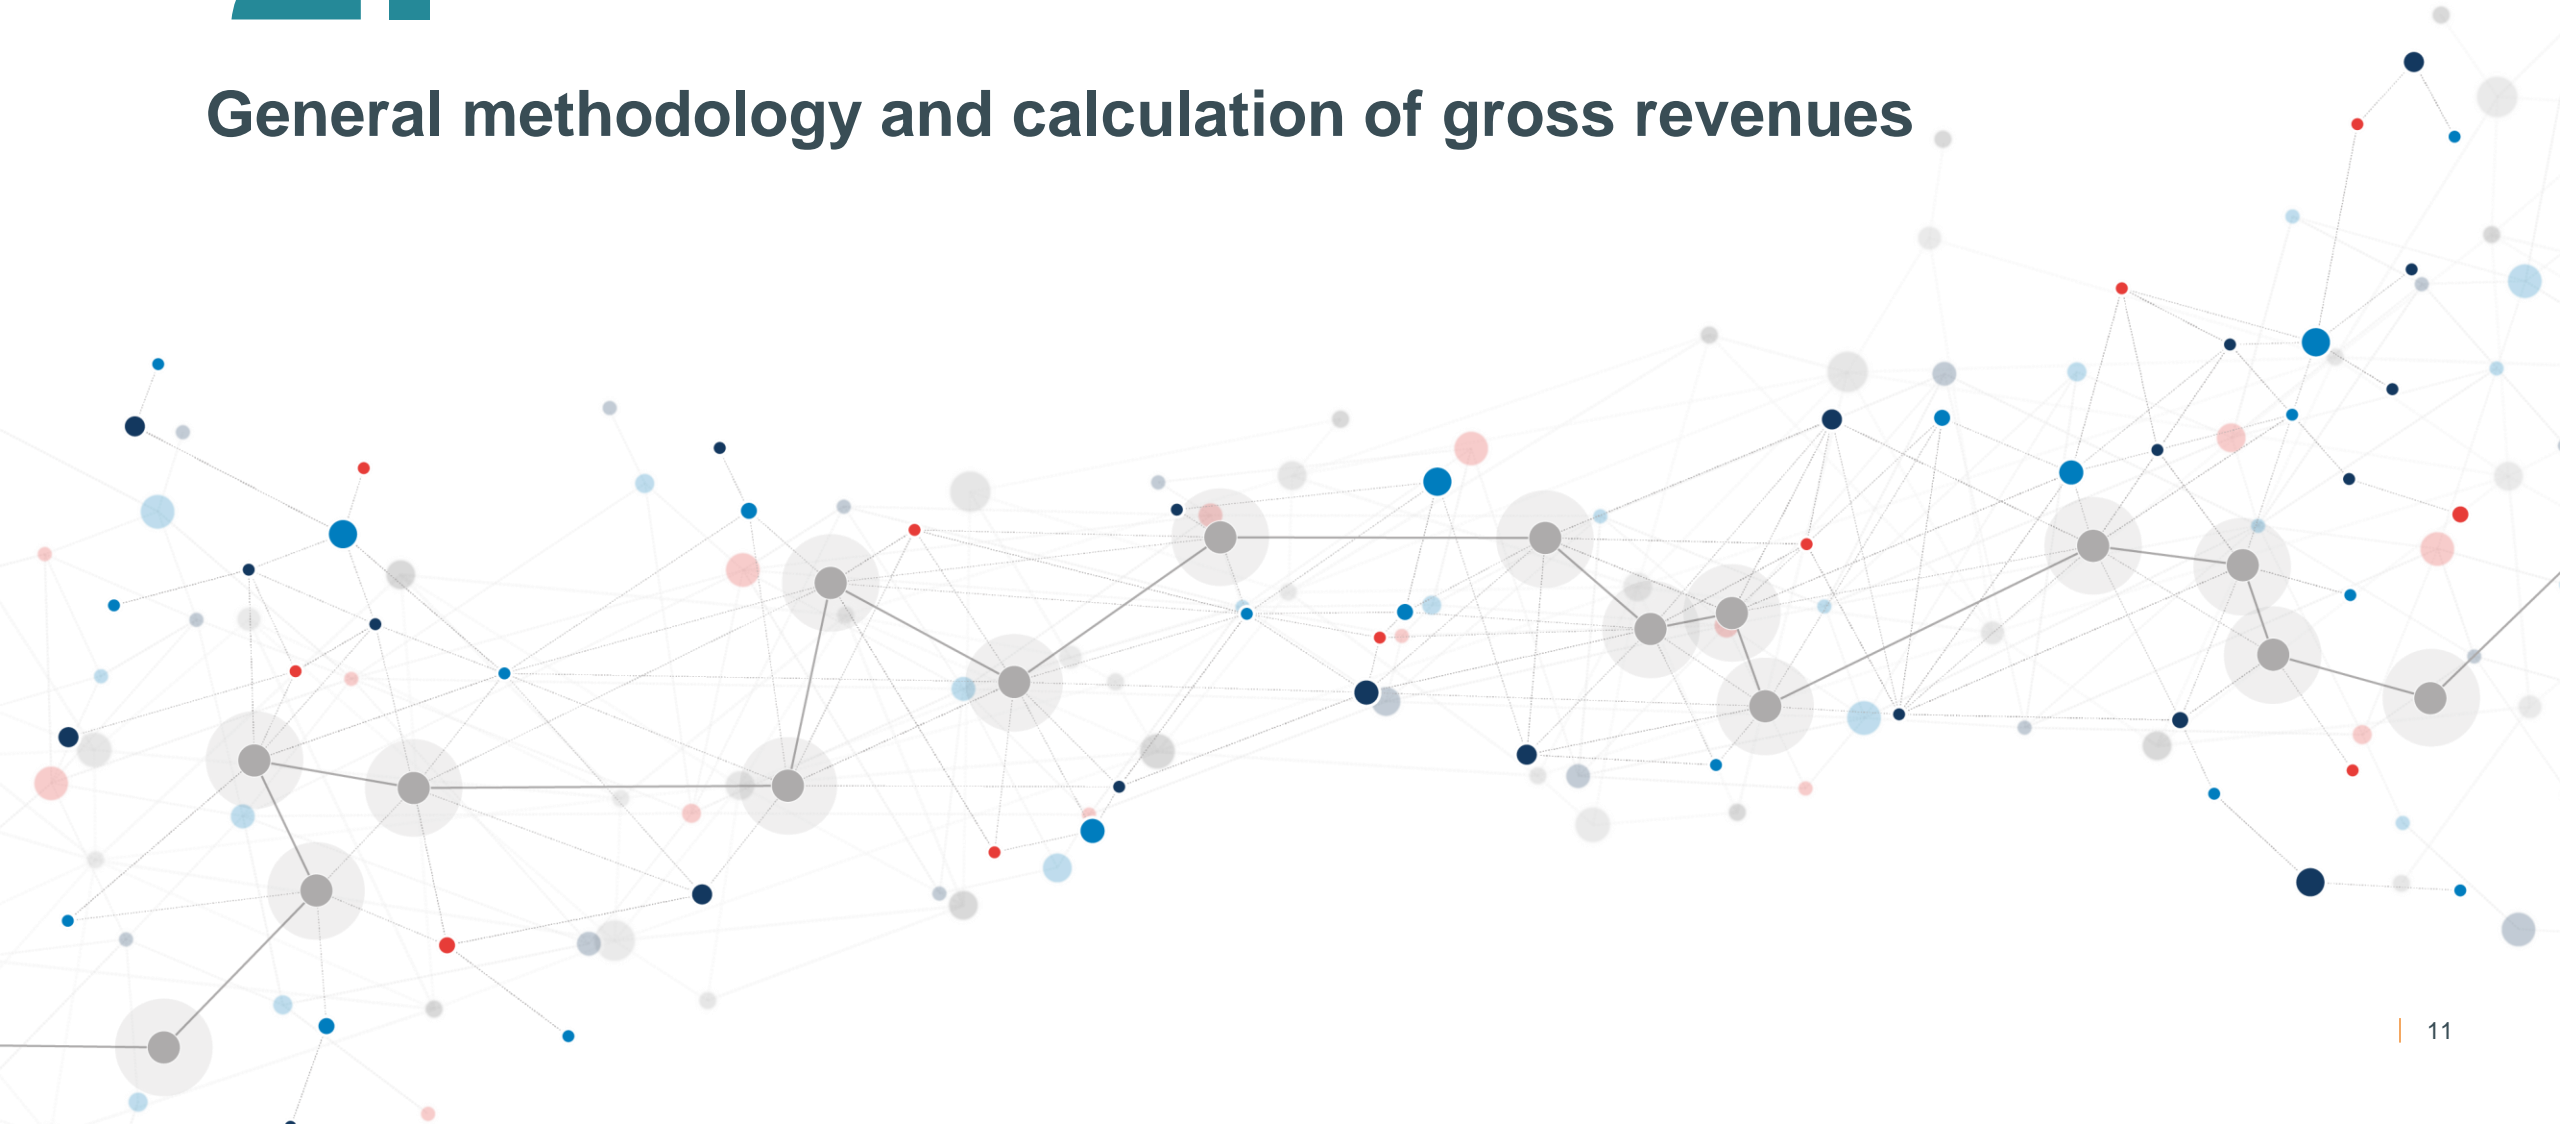 General methodology and calculation of gross revenues
11